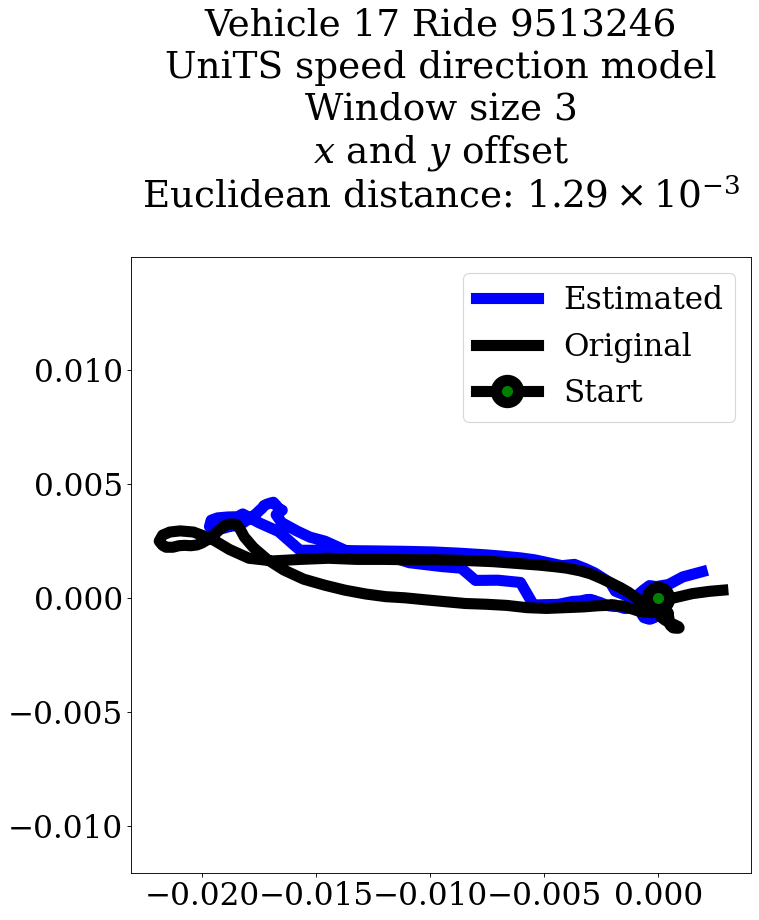 Vehicle 17 Ride 9513246
UniTS speed direction model
Window size 3
x and y offset
Euclidean distance: 1.29 × 10⁻³
Estimated
Original
Start
0.010
0.005
0.000
−0.005
−0.010
−0.020 −0.015 −0.010 −0.005 0.000